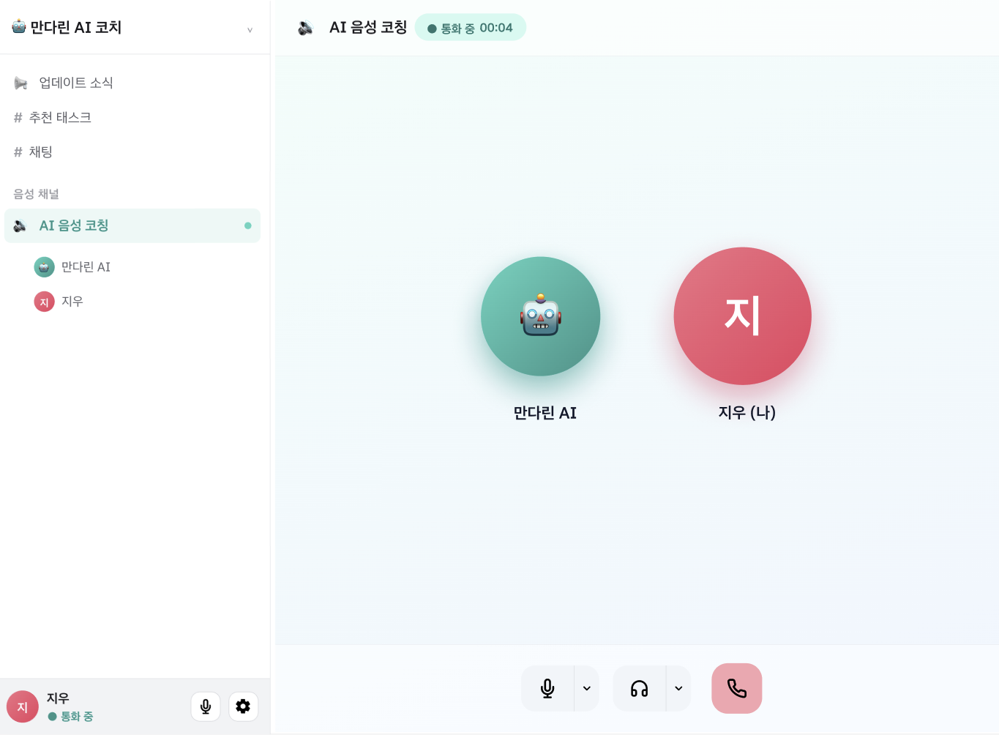 만다린 AI 코치
업데이트 소식
# 추천 태스크
# 채팅
음성 채널
AI 음성 코칭
만다린 AI
지 지우
지 지우
통화 중
AI 음성 코칭 통화 중 00:04
지
만다린 AI
지우 (나)